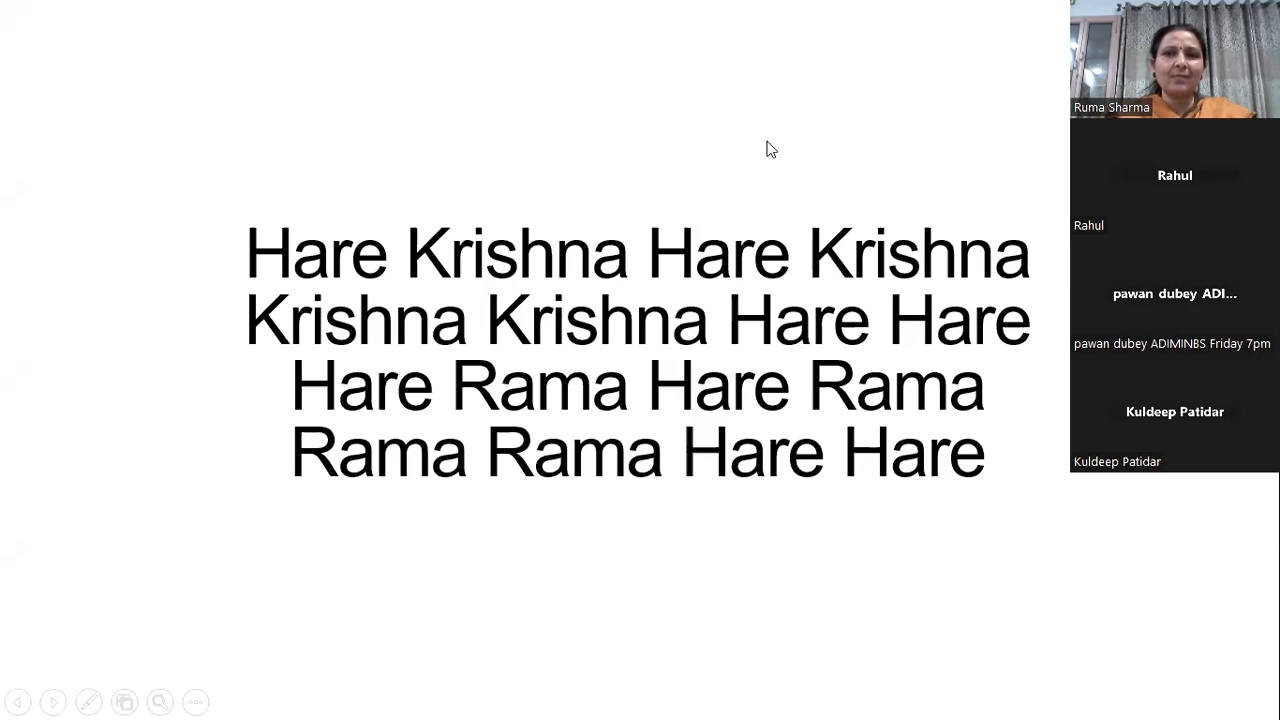 Hare Krishna Hare Krishna
Krishna Krishna Hare Hare
Hare Rama Hare Rama
Rama Rama Hare Hare
Ruma Sharma
Rahul
Rahul
pawan dubey ADI...
pawan dubey ADIMINBS Friday 7pm
Kuldeep Patidar
Kuldeep Patidar